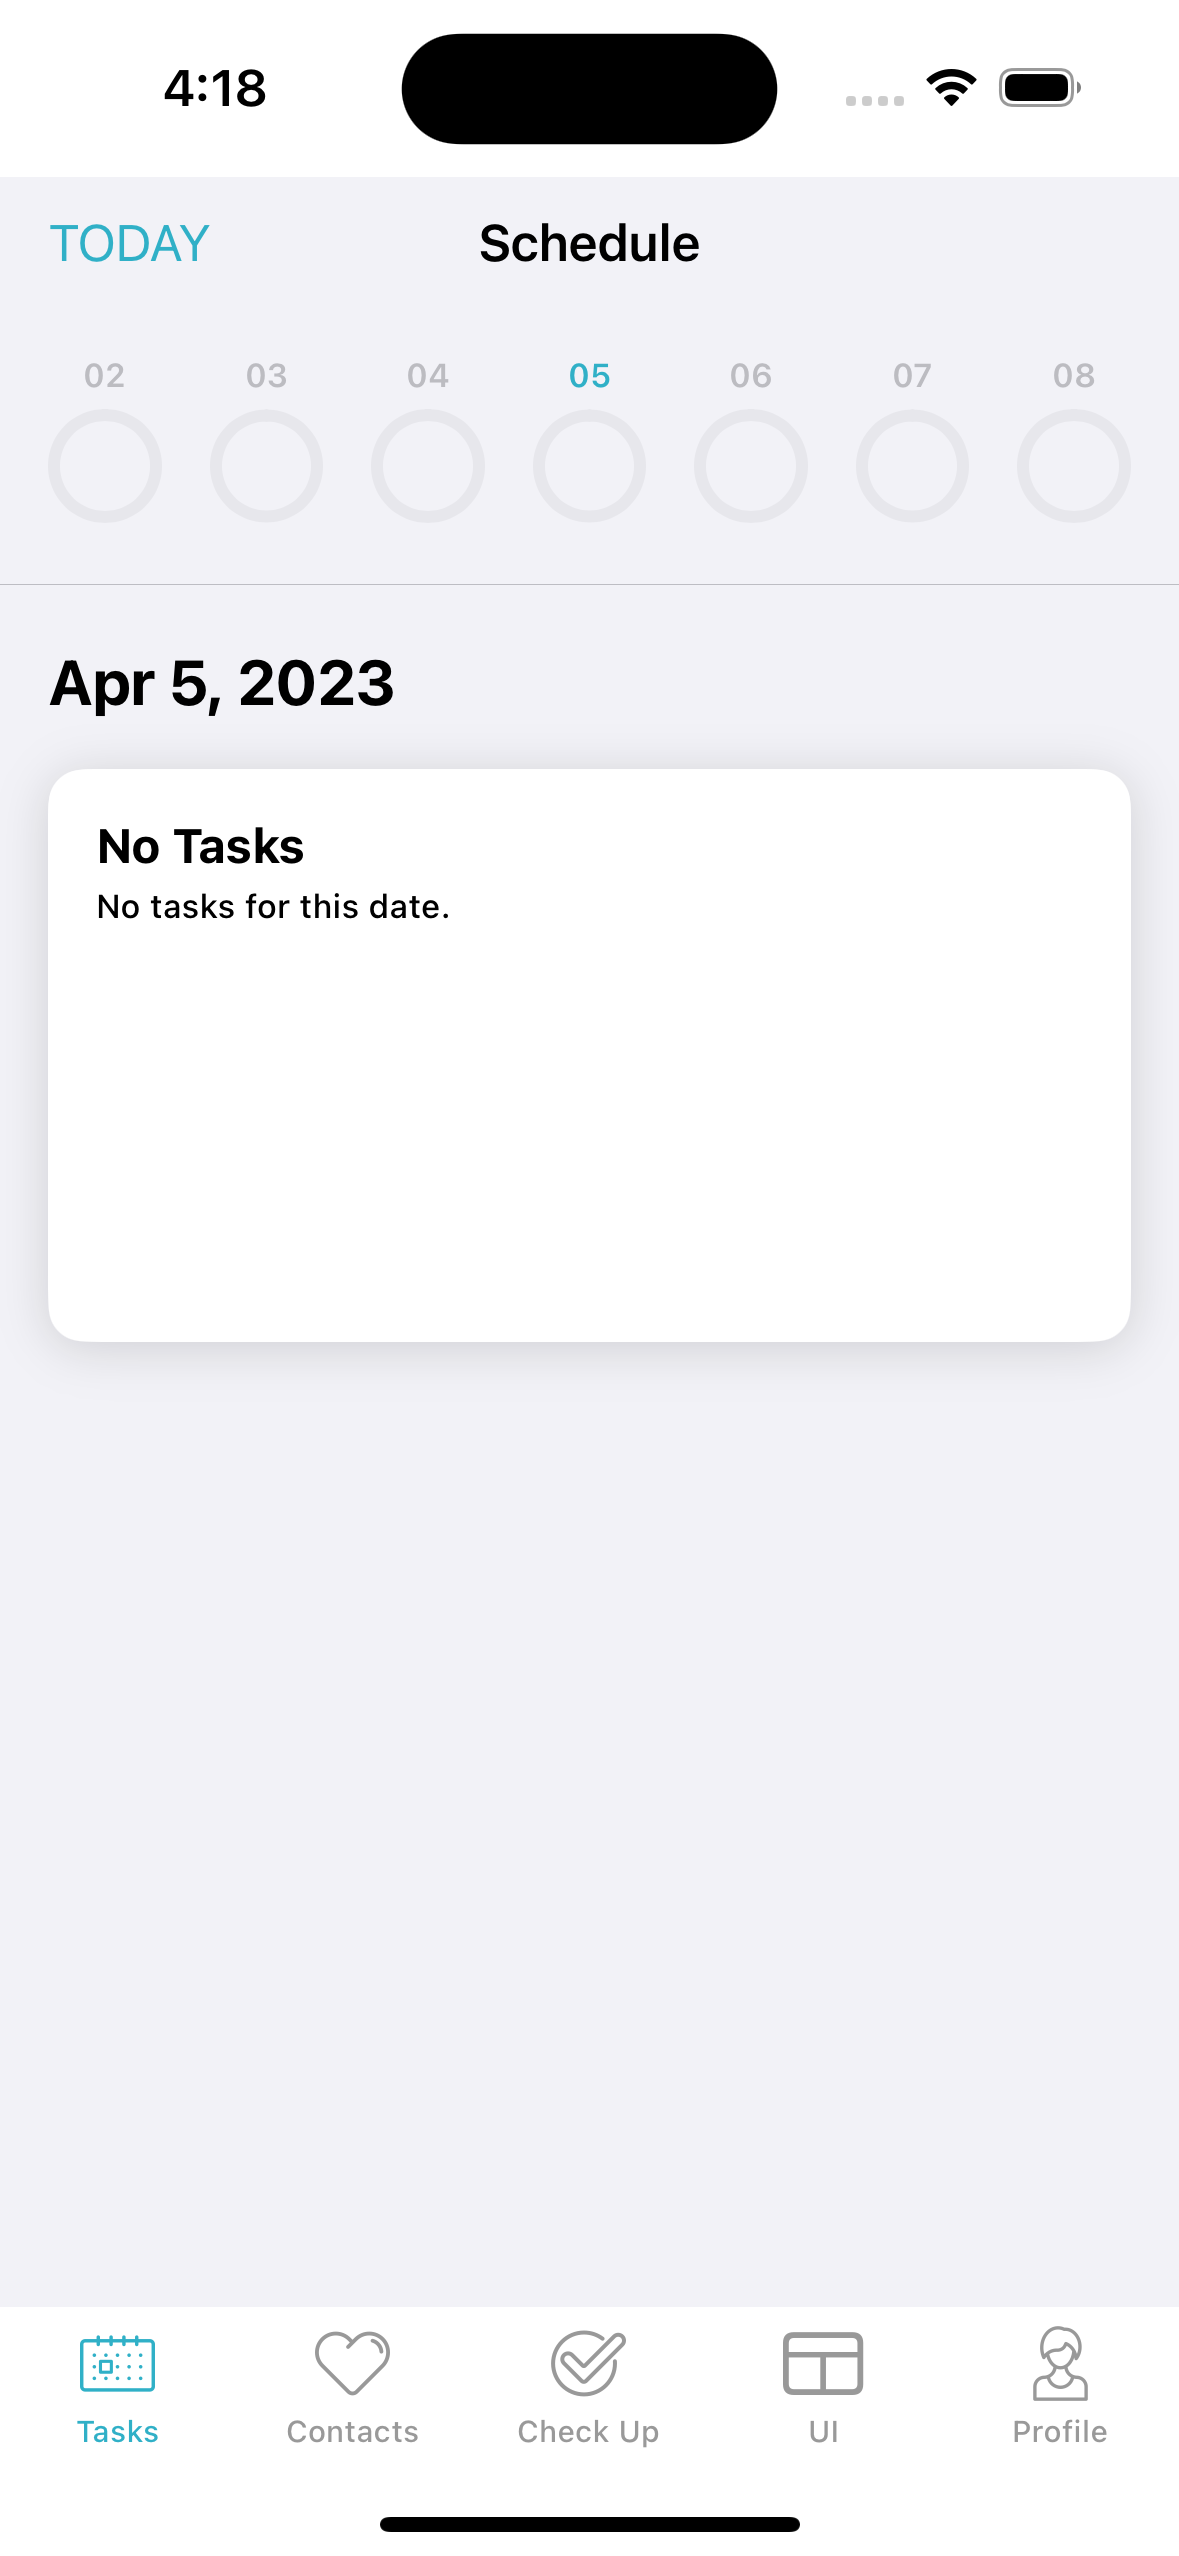 4:18
TODAY
Schedule
02 03 04 05 06 07 08
Apr 5, 2023
No Tasks
No tasks for this date.
Tasks Contacts Check Up UI Profile